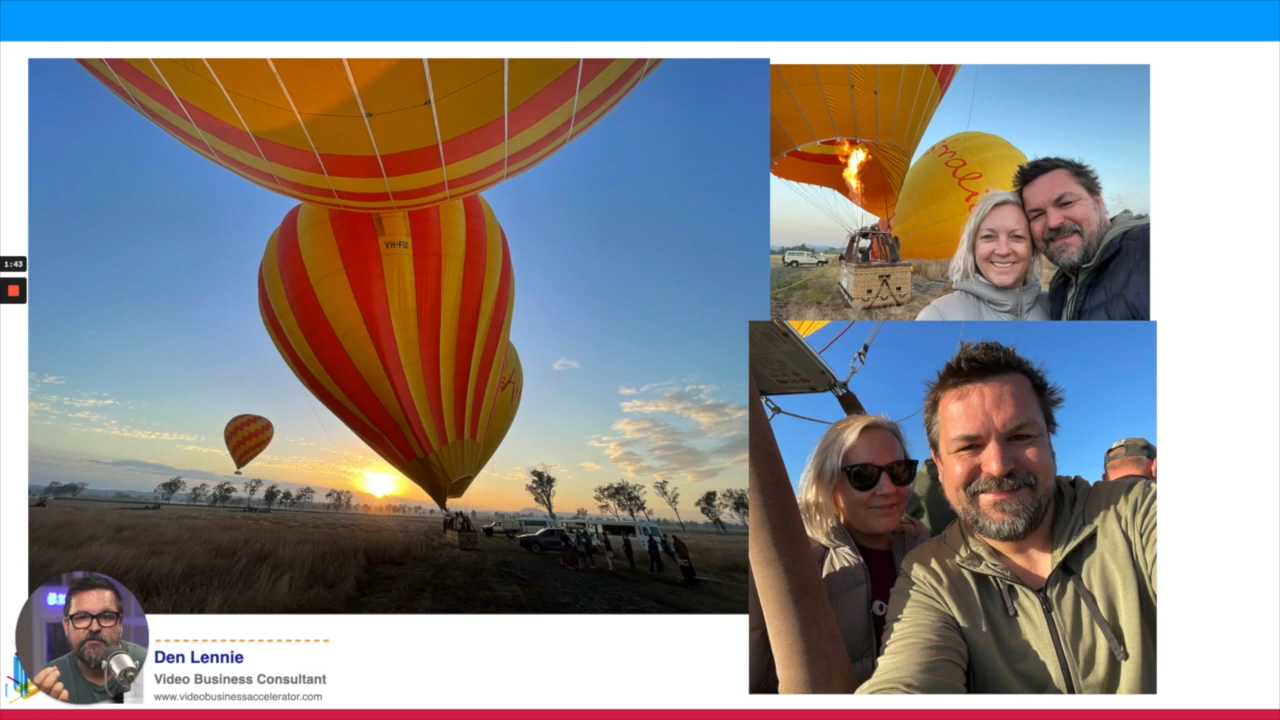 VH-FIZ
1:43
Den Lennie
Video Business Consultant
www.videobusinessaccelerator.com